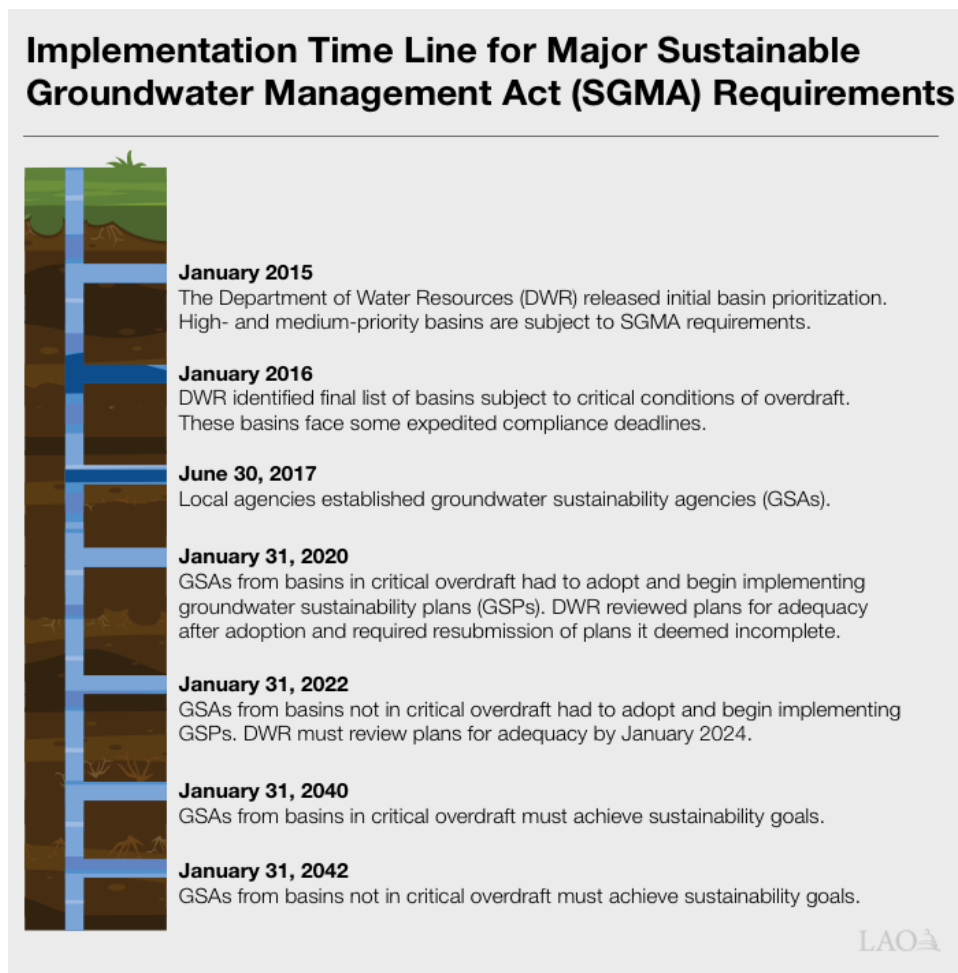 Implementation Time Line for Major Sustainable
Groundwater Management Act (SGMA) Requirements
January 2015
The Department of Water Resources (DWR) released initial basin prioritization.
High- and medium-priority basins are subject to SGMA requirements.
January 2016
DWR identified final list of basins subject to critical conditions of overdraft.
These basins face some expedited compliance deadlines.
June 30, 2017
Local agencies established groundwater sustainability agencies (GSAs).
January 31, 2020
GSAs from basins in critical overdraft had to adopt and begin implementing
groundwater sustainability plans (GSPs). DWR reviewed plans for adequacy
after adoption and required resubmission of plans it deemed incomplete.
January 31, 2022
GSAs from basins not in critical overdraft had to adopt and begin implementing
GSPs. DWR must review plans for adequacy by January 2024.
January 31, 2040
GSAs from basins in critical overdraft must achieve sustainability goals.
January 31, 2042
GSAs from basins not in critical overdraft must achieve sustainability goals.
LAO